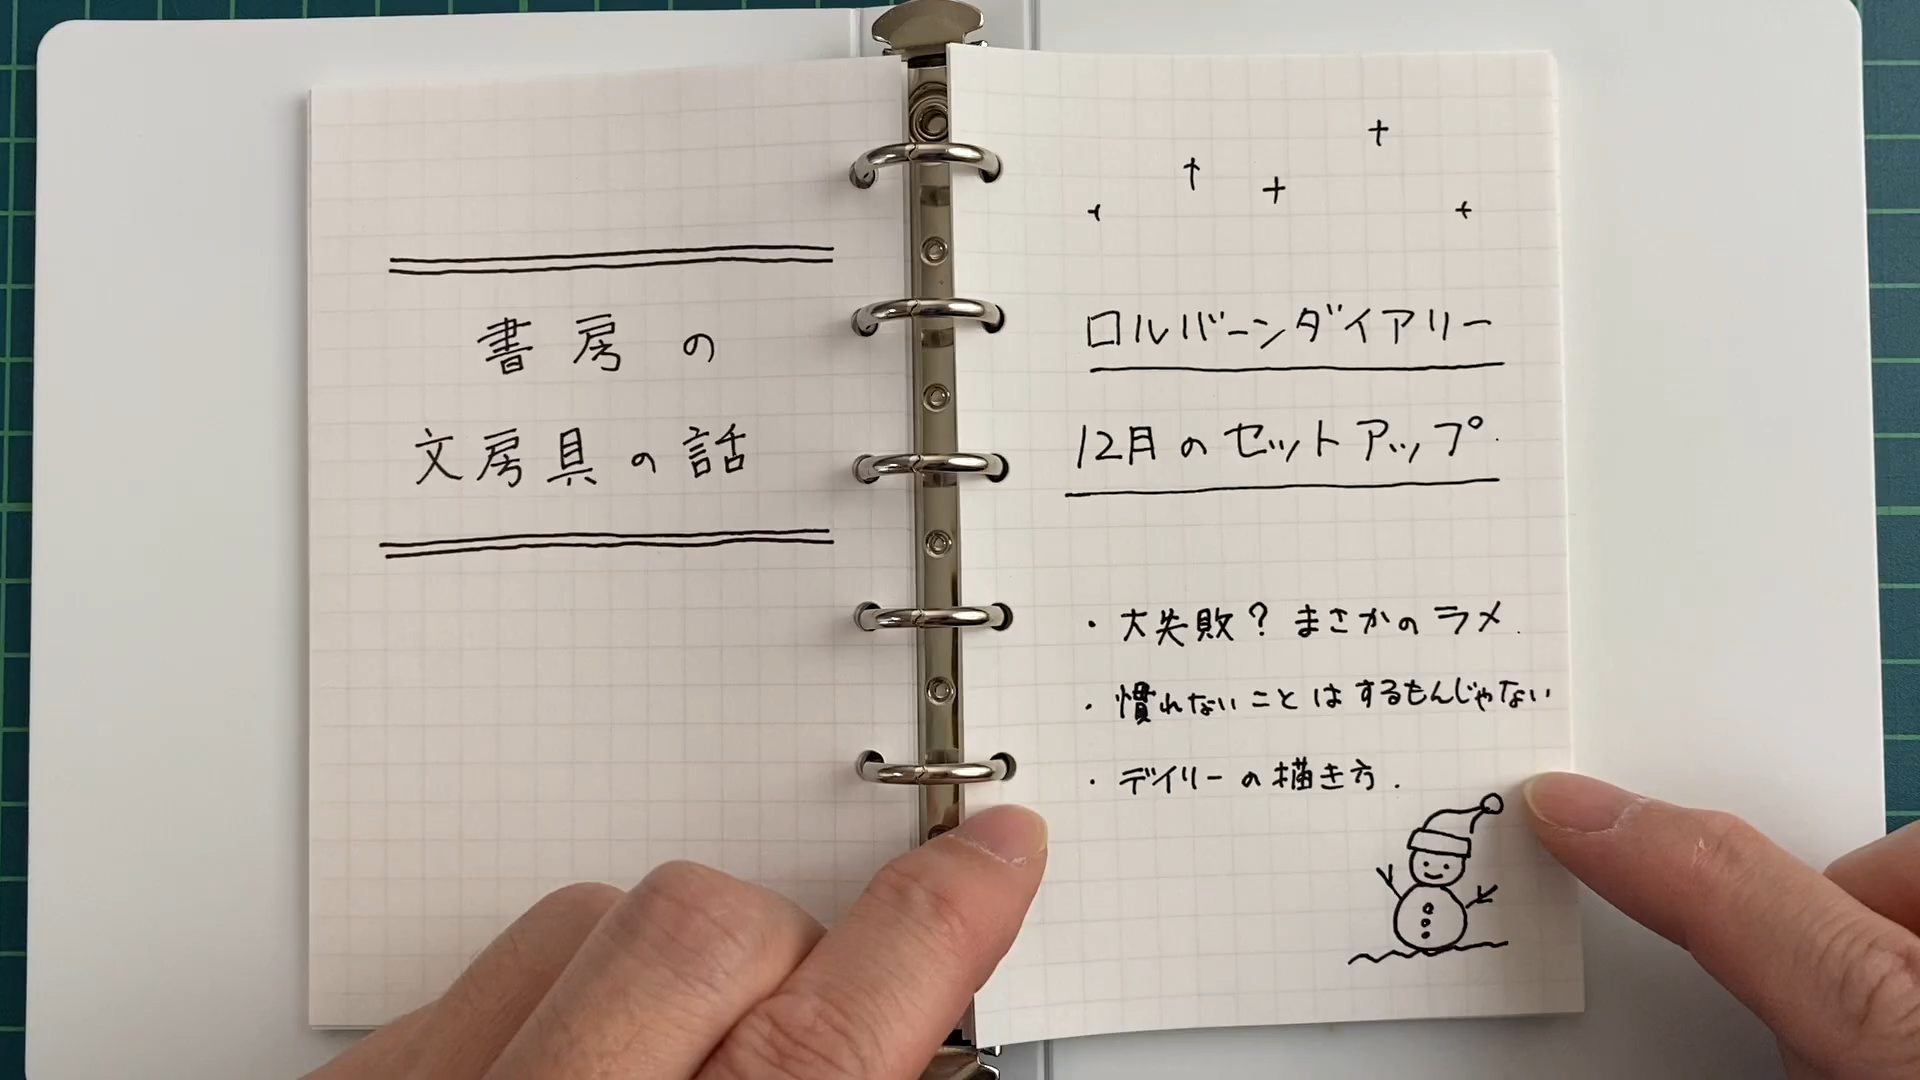 書房の
文房具の話
ロルバーンダイアリー
12月のセットアップ
・大失敗？まさかのラメ.
・慣れないことはするもんじゃない
・デイリーの描き方.